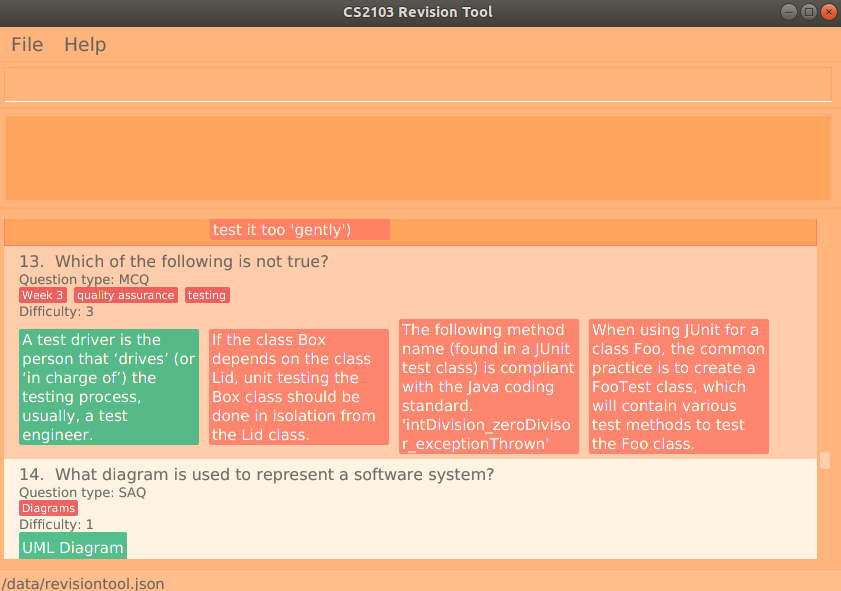 CS2103 Revision Tool
File Help
test it too 'gently')
13. Which of the following is not true?
Question type: MCQ
Week 3 quality assurance testing
Difficulty: 3
A test driver is the
person that ‘drives’ (or
‘in charge of’) the
testing process,
usually, a test
engineer.
If the class Box
depends on the class
Lid, unit testing the
Box class should be
done in isolation from
the Lid class.
The following method
name (found in a JUnit
test class) is compliant
with the Java coding
standard.
'intDivision_zeroDiviso
r_exceptionThrown'
When using JUnit for a
class Foo, the common
practice is to create a
FooTest class, which
will contain various
test methods to test
the Foo class.
14. What diagram is used to represent a software system?
Question type: SAQ
Diagrams
Difficulty: 1
UML Diagram
/data/revisiontool.json